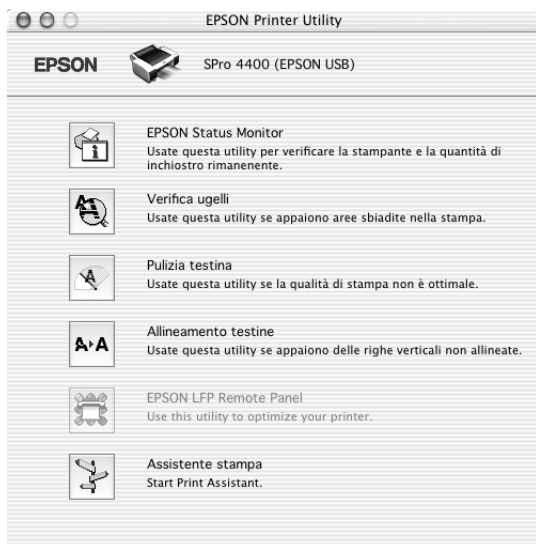 EPSON Printer Utility
EPSON
SPro 4400 (EPSON USB)
EPSON Status Monitor
Usate questa utility per verificare la stampante e la quantità di
inchiostro rimanenente.
Verifica ugelli
Usate questa utility se appaiono aree sbiadite nella stampa.
Pulizia testina
Usate questa utility se la qualità di stampa non è ottimale.
Allineamento testine
Usate questa utility se appaiono delle righe verticali non allineate.
EPSON LFP Remote Panel
Use this utility to optimize your printer.
Assistente stampa
Start Print Assistant.